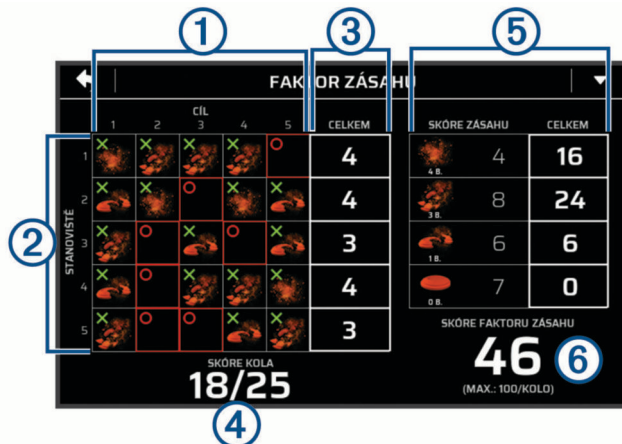 1 3 5
FAKTOR ZÁSAHU
CÍL
1 2 3 4 5 CELKEM SKÓRE ZÁSAHU CELKEM
1 X X X X O 4 4 B. 4 16
2 X X O X X 4 3 B. 8 24
2 STANOVIŠTĚ
3 X O X O X 3 1 B. 6 6
4 X O X X X 4 0 B. 7 0
5 X O O X X 3
SKÓRE KOLA SKÓRE FAKTORU ZÁSAHU
18/25 46 6
(MAX.: 100/KOLO)
4